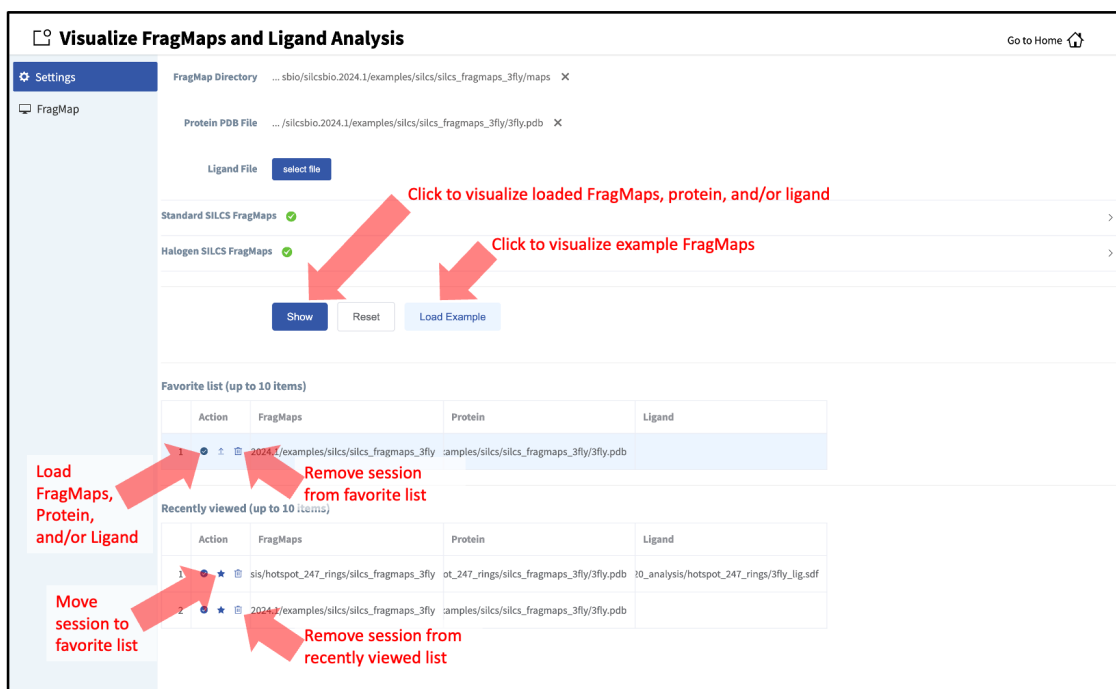 Visualize FragMaps and Ligand Analysis
Go to Home
Settings
FragMap
FragMap Directory ... sbio/silcsbio.2024.1/examples/silcs/silcs_fragmaps_3fly/maps ✕
Protein PDB File ... /silcsbio.2024.1/examples/silcs/silcs_fragmaps_3fly/3fly.pdb ✕
Ligand File select file
Click to visualize loaded FragMaps, protein, and/or ligand
Standard SILCS FragMaps
Click to visualize example FragMaps
Halogen SILCS FragMaps
Show Reset Load Example
Favorite list (up to 10 items)
Action FragMaps Protein Ligand
1 2024.1/examples/silcs/silcs_fragmaps_3fly :amples/silcs/silcs_fragmaps_3fly/3fly.pdb
Load
FragMaps,
Protein,
and/or Ligand
Remove session
from favorite list
Recently viewed (up to 10 items)
Action FragMaps Protein Ligand
1 sis/hotspot_247_rings/silcs_fragmaps_3fly ot_247_rings/silcs_fragmaps_3fly/3fly.pdb 20_analysis/hotspot_247_rings/3fly_lig.sdf
2 2024.1/examples/silcs/silcs_fragmaps_3fly :amples/silcs/silcs_fragmaps_3fly/3fly.pdb
Move
session to
favorite list
Remove session from
recently viewed list